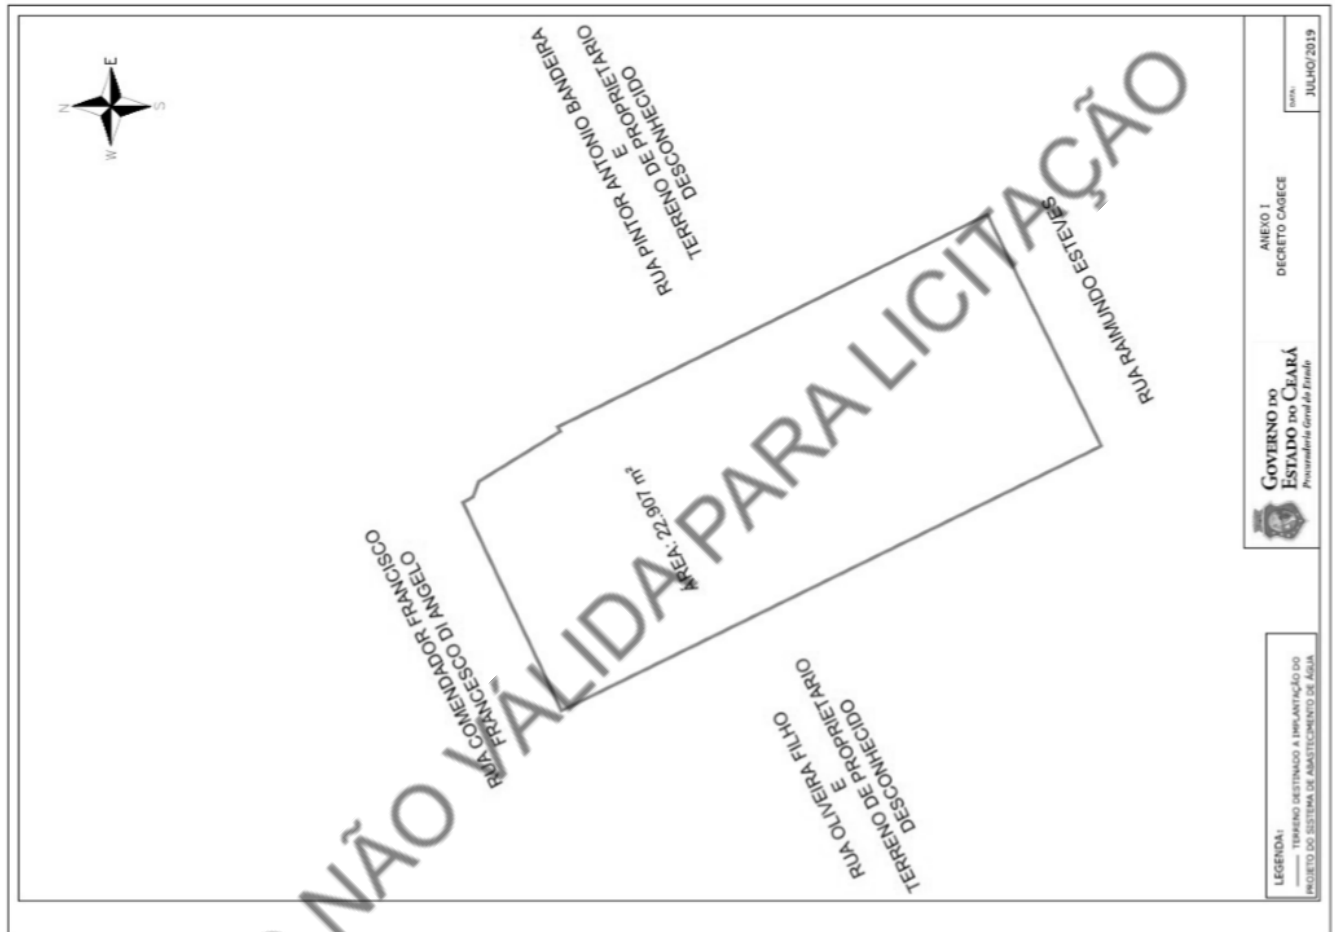 N
E
S
W
RUA PINTOR ANTONIO BANDEIRA
E
TERRENO DE PROPRIETARIO
DESCONHECIDO
RUA COMENDADOR FRANCISCO
FRANCESCO DI ANGELO
ÁREA: 22.907 m²
RUA RAIMUNDO ESTEVES
RUA OLIVEIRA FILHO
E
TERRENO DE PROPRIETARIO
DESCONHECIDO
NÃO VÁLIDA PARA LICITAÇÃO
LEGENDA:
TERRENO DESTINADO A IMPLANTAÇÃO DO
PROJETO DO SISTEMA DE ABASTECIMENTO DE ÁGUA
GOVERNO DO
ESTADO DO CEARÁ
Procuradoria Geral do Estado
ANEXO I
DECRETO CAGECE
DATA:
JULHO/2019